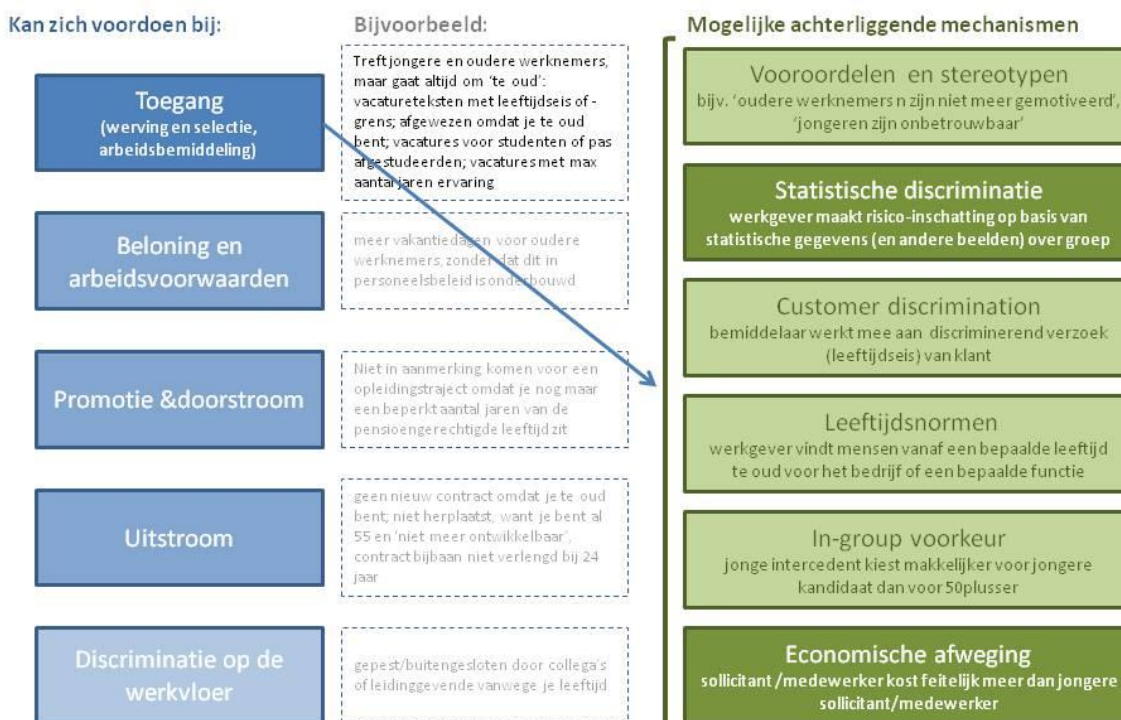 Kan zich voordoen bij:
Toegang
(werving en selectie,
arbeidsbemiddeling)
Beloning en
arbeidsvoorwaarden
Promotie &doorstroom
Uitstroom
Discriminatie op de
werkvloer
Bijvoorbeeld:
Treft jongere en oudere werknemers,
maar gaat altijd om 'te oud':
vacatureteksten met leeftijdseis of -
grens; afgewezen omdat je te oud
bent; vacatures voor studenten of pas
afgestudeerden; vacatures met max
aantal jaren ervaring
meer vakantiedagen voor oudere
werknemers, zonder dat dit in
personeelsbeleid is onderbouwd
Niet in aanmerking komen voor een
opleidingstraject omdat je nog maar
een beperkt aantal jaren van de
pensioengerechtigde leeftijd zit
geen nieuw contract omdat je te oud
bent; niet herplaatst, want je bent al
55 en 'niet meer ontwikkelbaar',
contract bijbaan niet verlengd bij 24
jaar
gepest/buitengesloten door collega's
of leidinggevende vanwege je leeftijd
Mogelijke achterliggende mechanismen
Vooroordelen en stereotypen
bijv. 'oudere werknemers n zijn niet meer gemotiveerd',
'jongeren zijn onbetrouwbaar'
Statistische discriminatie
werkgever maakt risico-inschatting op basis van
statistische gegevens (en andere beelden) over groep
Customer discrimination
bemiddelaar werkt mee aan discriminerend verzoek
(leeftijdseis) van klant
Leeftijdsnormen
werkgever vindt mensen vanaf een bepaalde leeftijd
te oud voor het bedrijf of een bepaalde functie
In-group voorkeur
jonge intercedent kiest makkelijker voor jongere
kandidaat dan voor 50plusser
Economische afweging
sollicitant /medewerker kost feitelijk meer dan jongere
sollicitant/medewerker